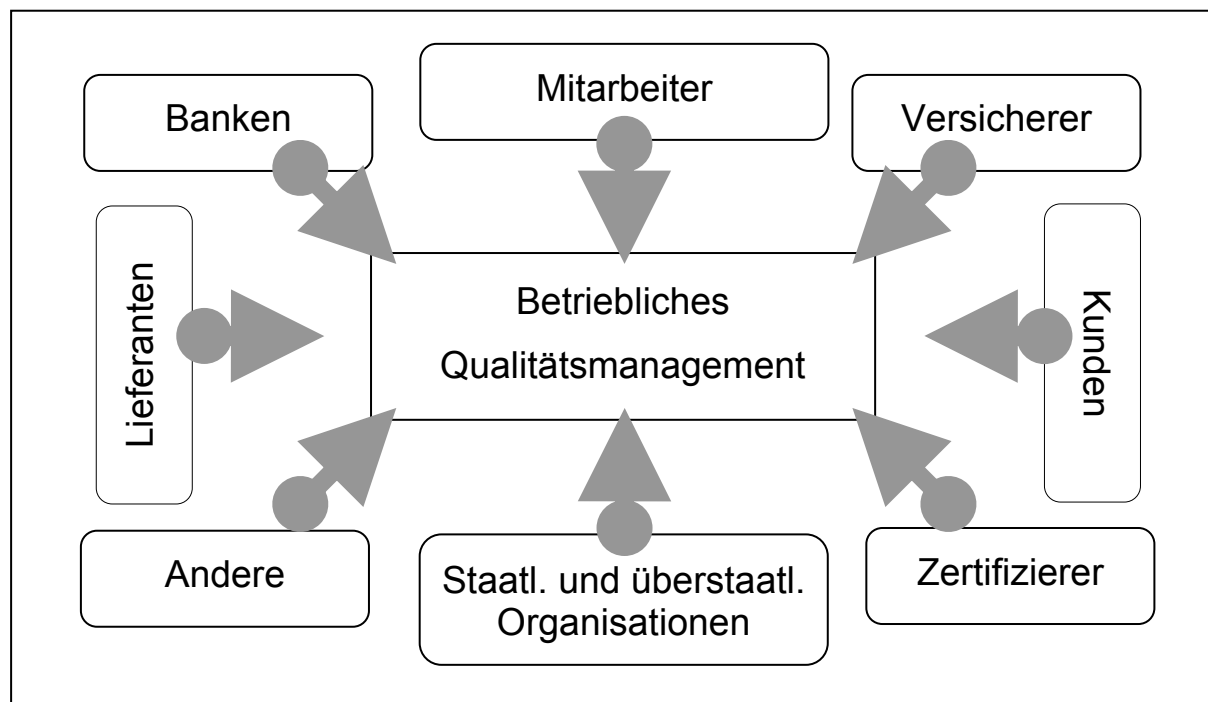 Banken
Mitarbeiter
Versicherer
Lieferanten
Betriebliches
Qualitätsmanagement
Kunden
Andere
Staatl. und überstaatl.
Organisationen
Zertifizierer